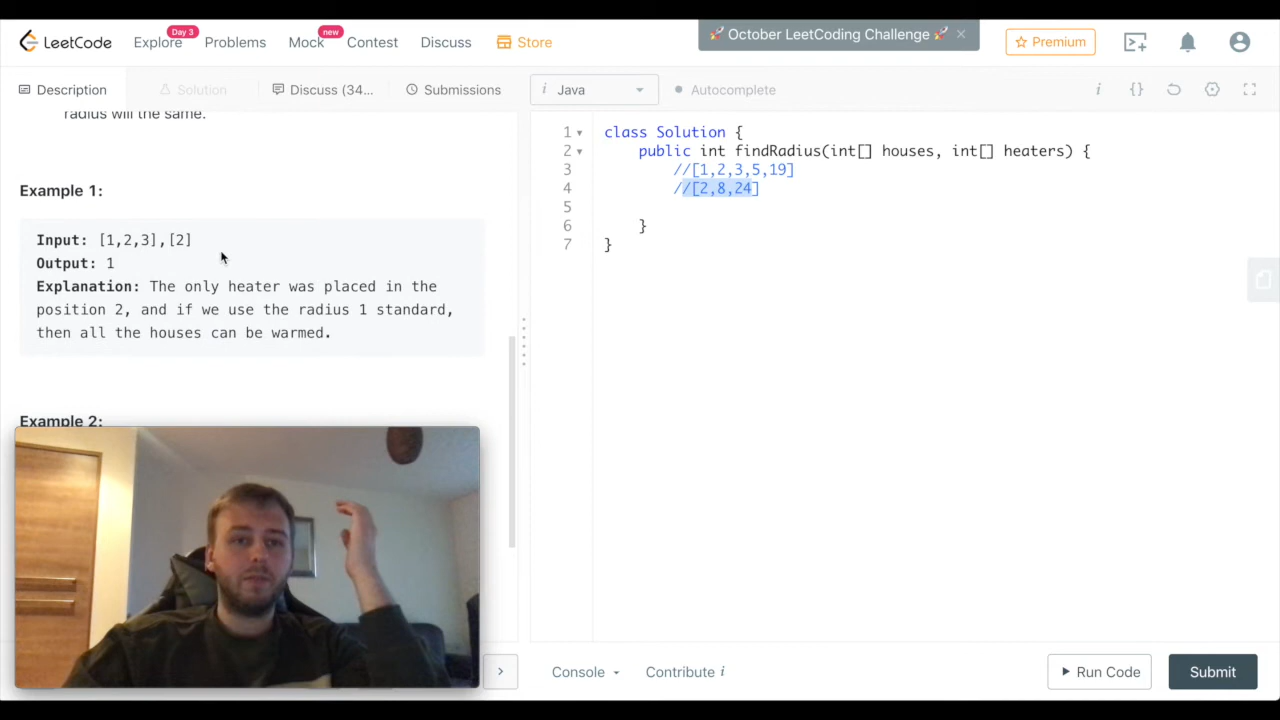 LeetCode
Explore
Day 3
Problems
Mock
new
Contest
Discuss
Store
🚀 October LeetCoding Challenge 🚀 ×
Premium
Description
Solution
Discuss (34...
Submissions
i Java
Autocomplete
i {}
radius will the same.
Example 1:
Input: [1,2,3],[2]
Output: 1
Explanation: The only heater was placed in the
position 2, and if we use the radius 1 standard,
then all the houses can be warmed.
Example 2:
1 class Solution {
2 public int findRadius(int[] houses, int[] heaters) {
3 //[1,2,3,5,19]
4 //[2,8,24]
5
6 }
7 }
Console
Contribute i
Run Code
Submit